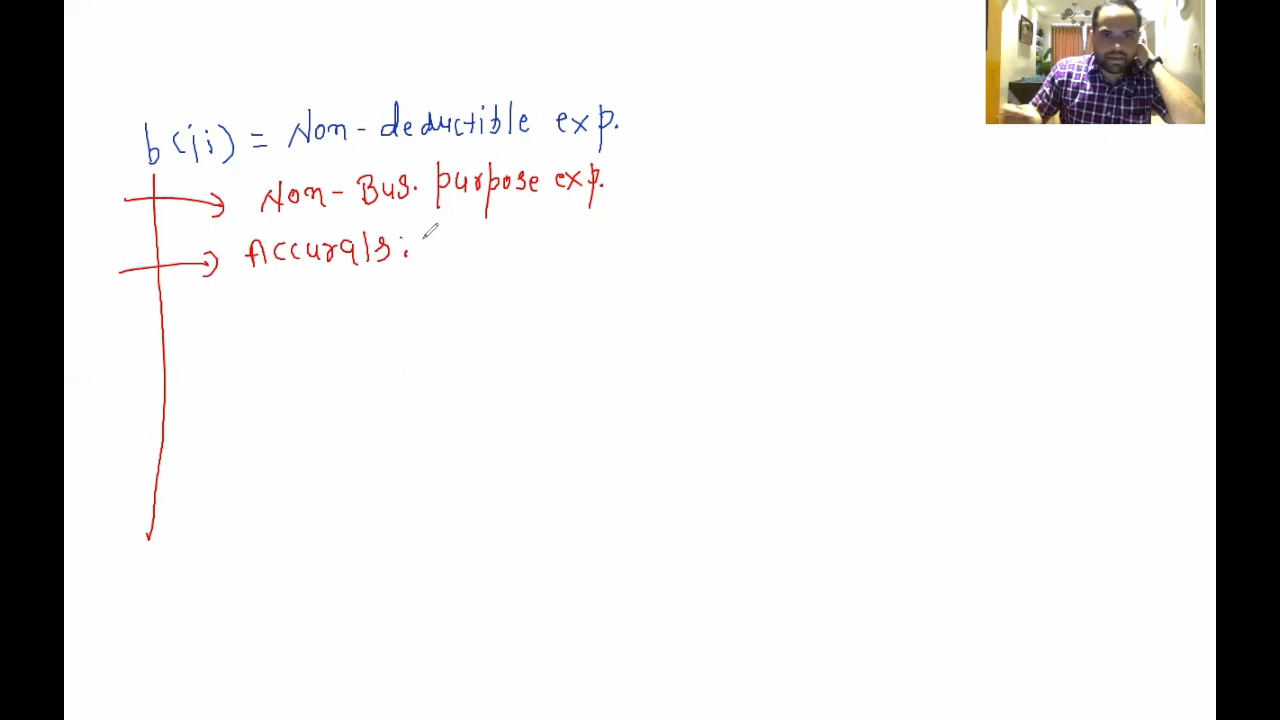 b(ii) = Non-deductible exp.
Non-Bus. purpose exp.
Accurals: